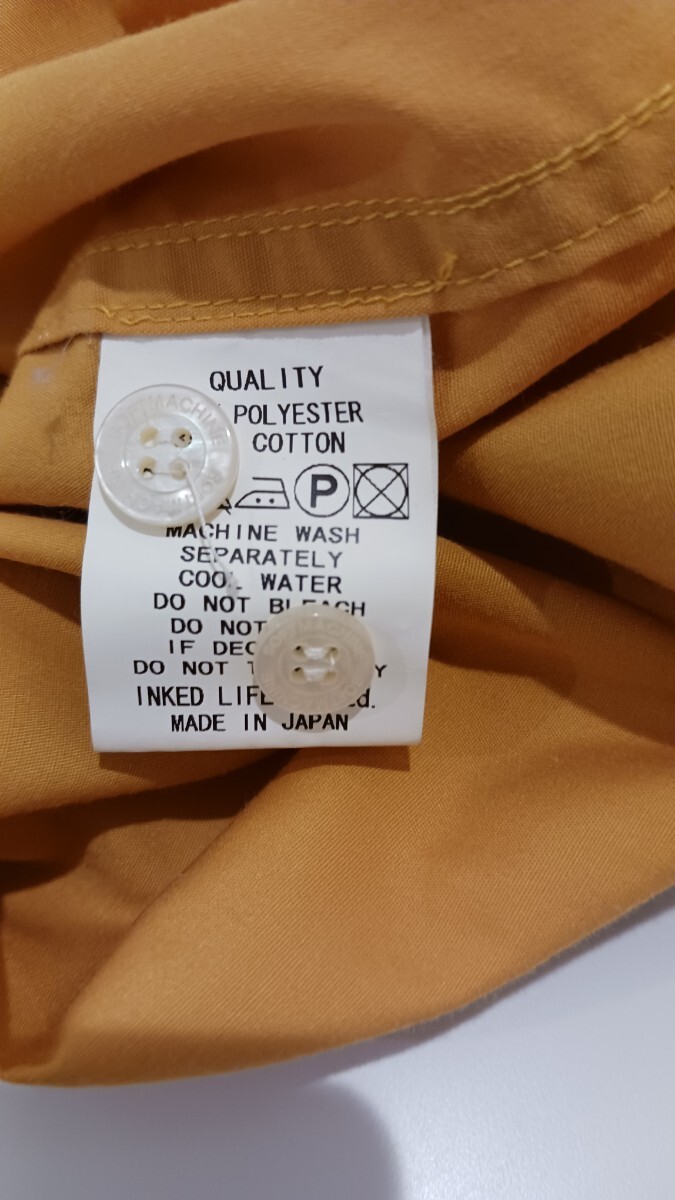 QUALITY
POLYESTER
COTTON
P
MACHINE WASH
SEPARATELY
COOL WATER
DO NOT BLEACH
DO NOT
IF
DO NOT
INKED LIFE
MADE IN JAPAN